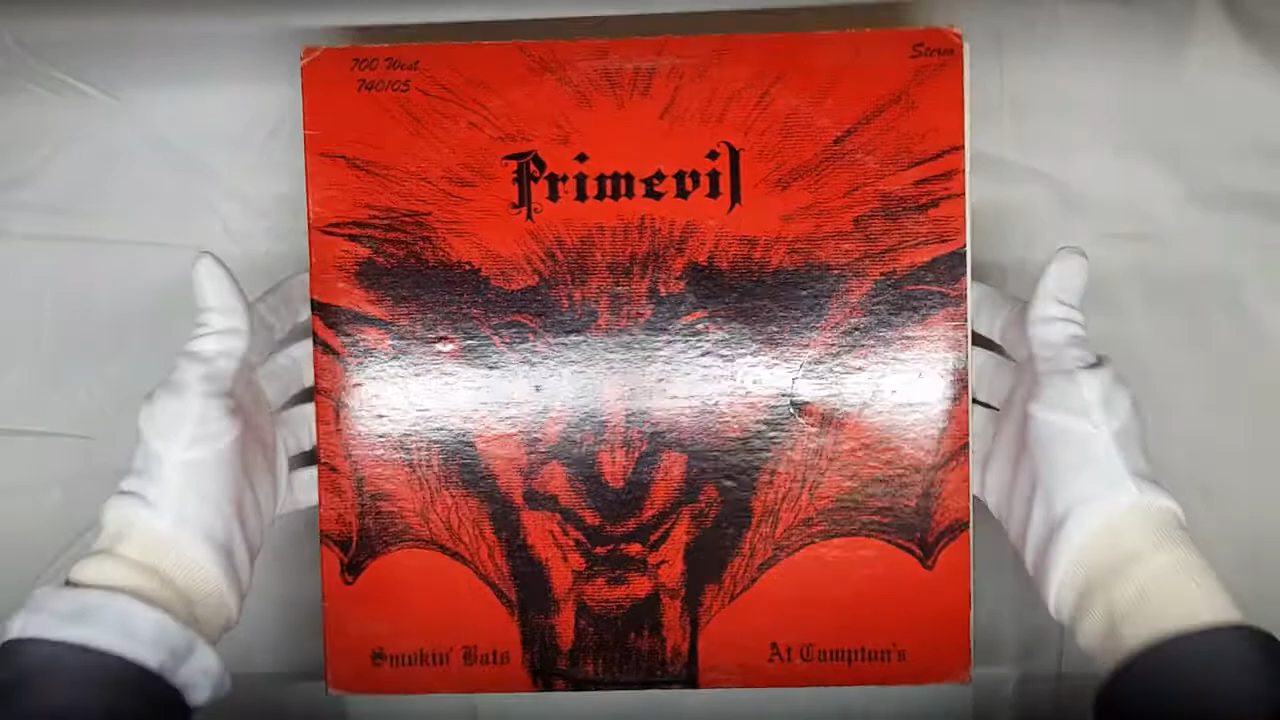 700 West
740105
Stereo
Primevil
Smokin' Bats
At Campton's